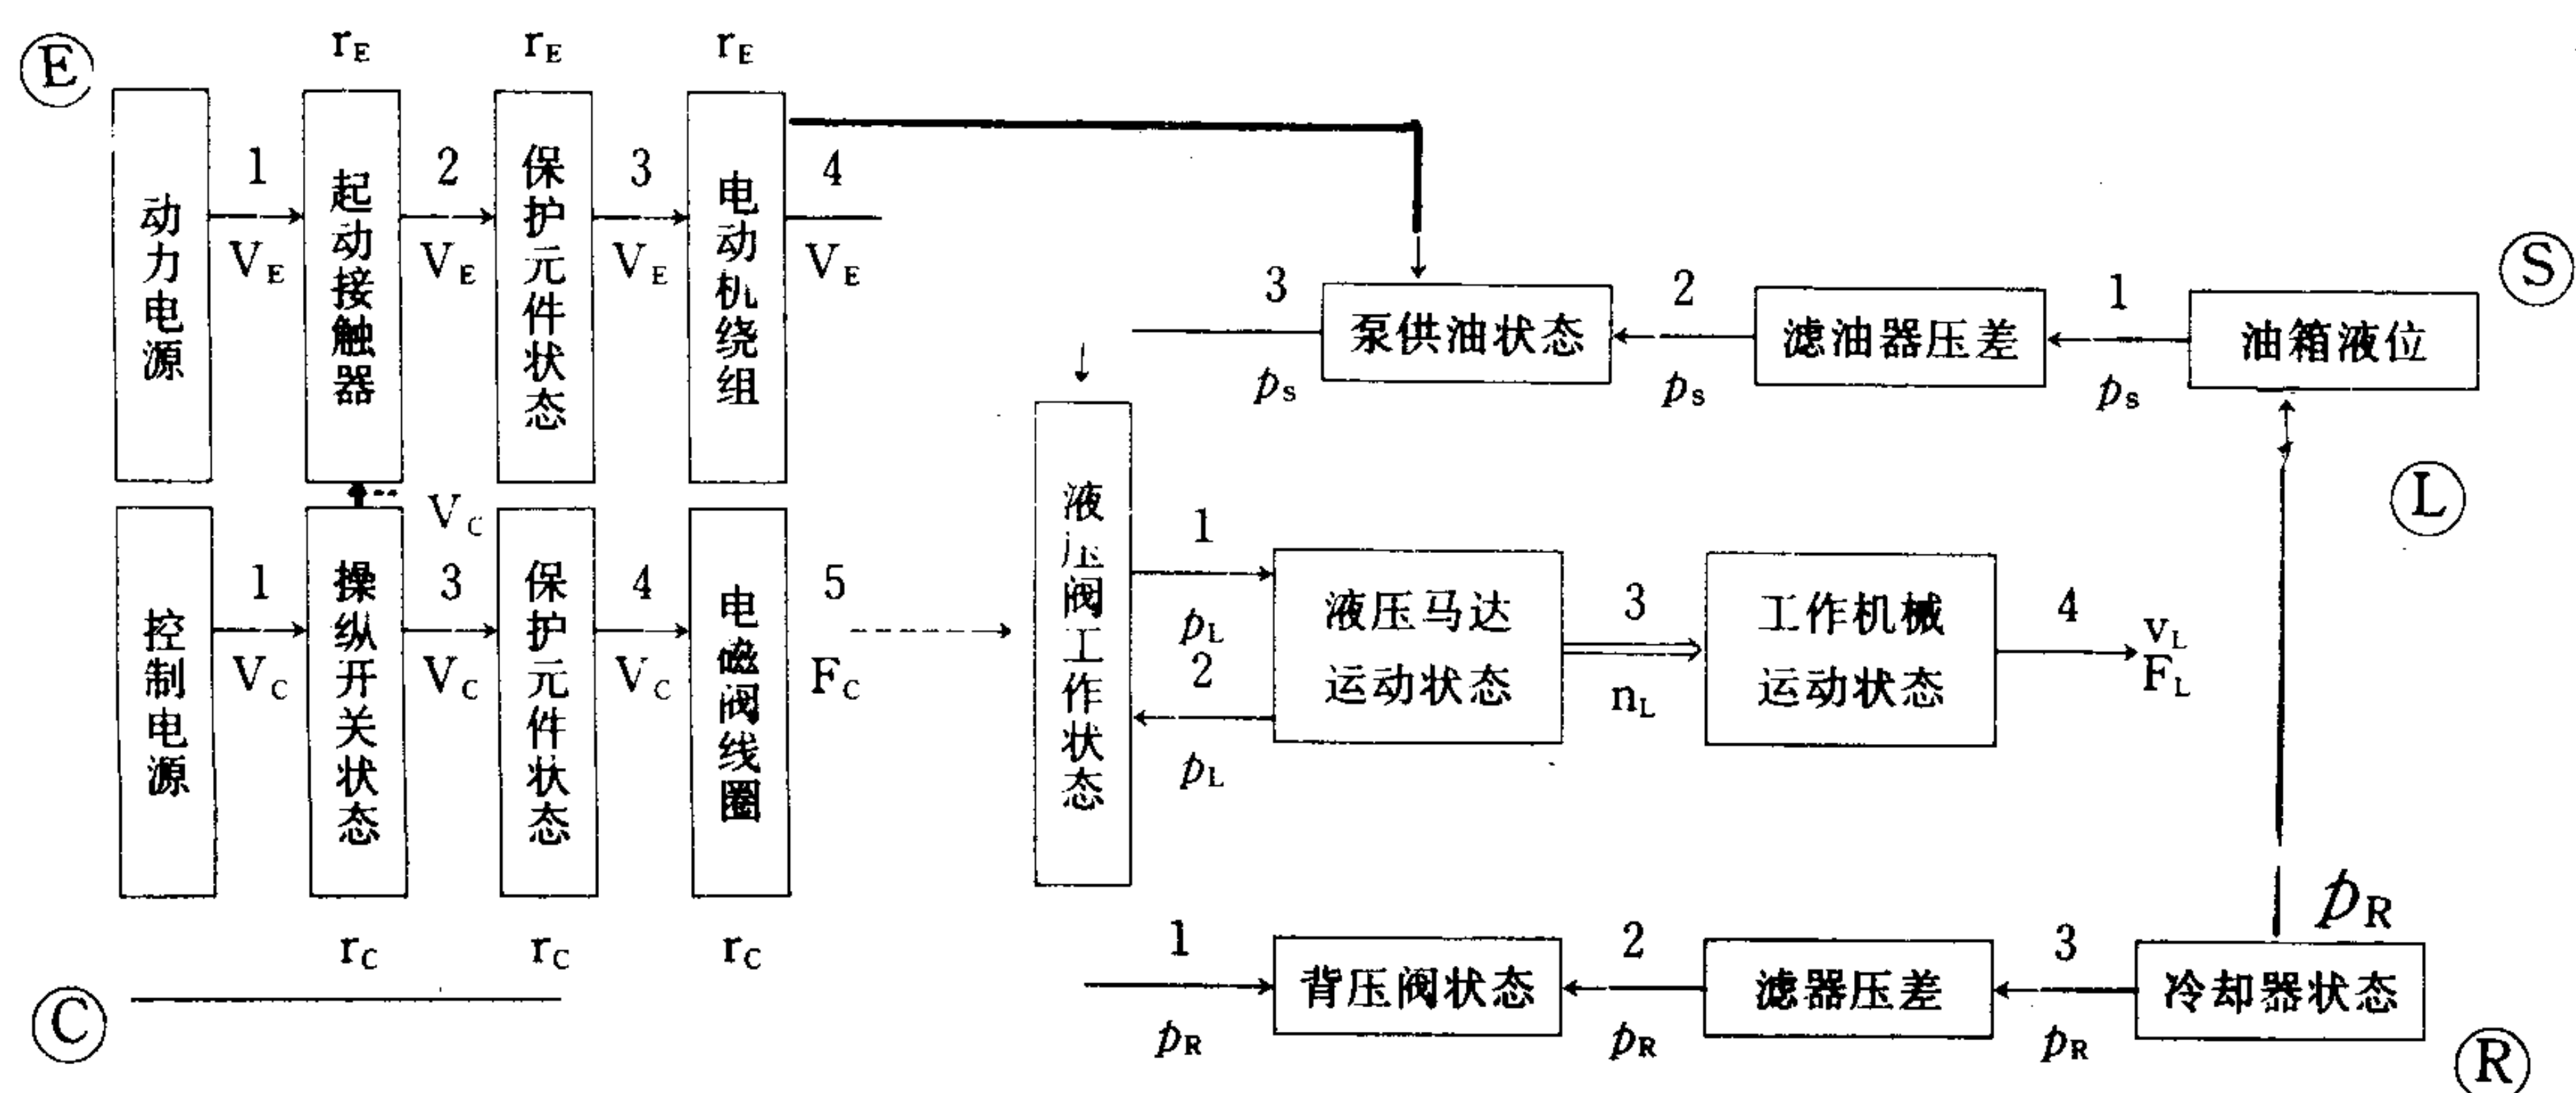 E
r_E
r_E
r_E
动力电源
1
V_E
起动接触器
2
V_E
保护元件状态
3
V_E
电动机绕组
4
V_E
V_C
控制电源
1
V_C
操纵开关状态
3
V_C
保护元件状态
4
V_C
电磁阀线圈
5
F_C
r_C
r_C
r_C
C
S
3
p_S
泵供油状态
2
p_S
滤油器压差
1
p_S
油箱液位
L
液压阀工作状态
1
p_L
2
p_L
液压马达
运动状态
3
n_L
工作机械
运动状态
4
v_L
F_L
p_R
1
p_R
背压阀状态
2
p_R
滤器压差
3
p_R
冷却器状态
R